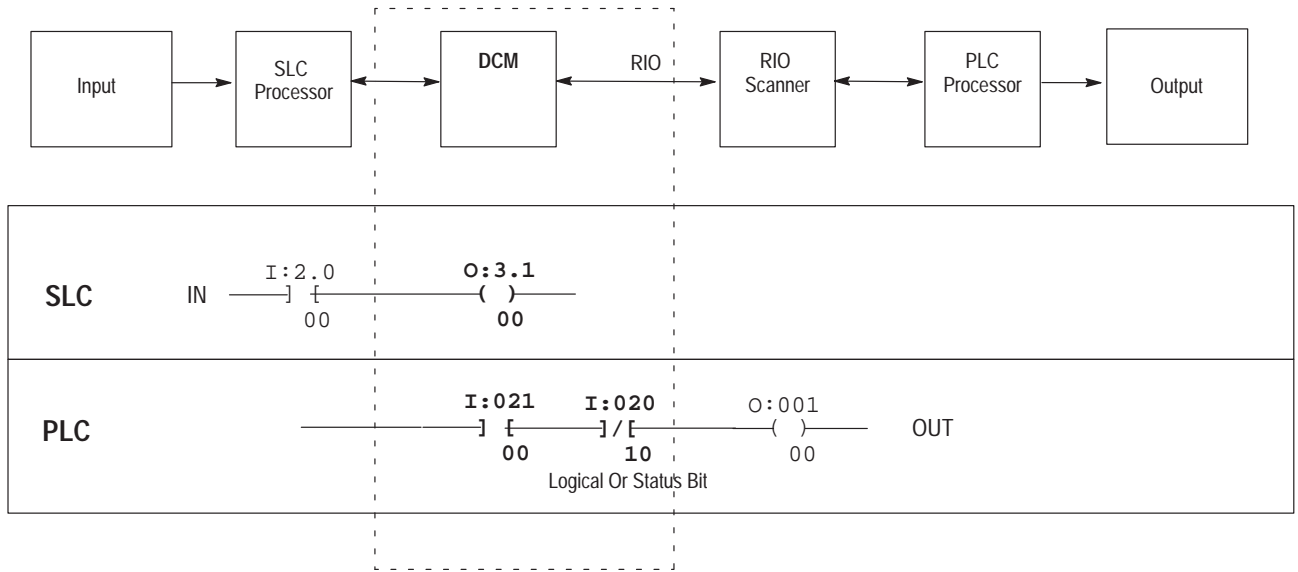 Input
SLC
Processor
DCM
RIO
RIO
Scanner
PLC
Processor
Output
SLC
IN
I:2.0
] [
00
O:3.1
( )
00
PLC
I:021
] [
00
I:020
]/[
10
Logical Or Status Bit
O:001
( )
00
OUT